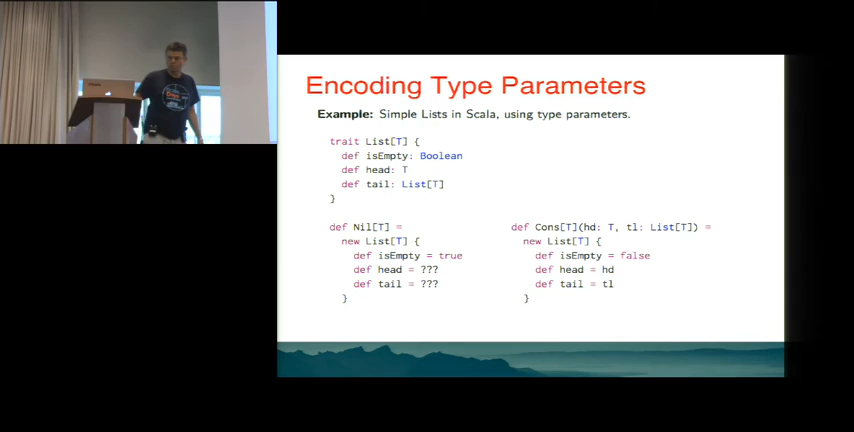 Encoding Type Parameters
Example: Simple Lists in Scala, using type parameters.
trait List[T] {
def isEmpty: Boolean
def head: T
def tail: List[T]
}
def Nil[T] =
new List[T] {
def isEmpty = true
def head = ???
def tail = ???
}
def Cons[T](hd: T, tl: List[T]) =
new List[T] {
def isEmpty = false
def head = hd
def tail = tl
}